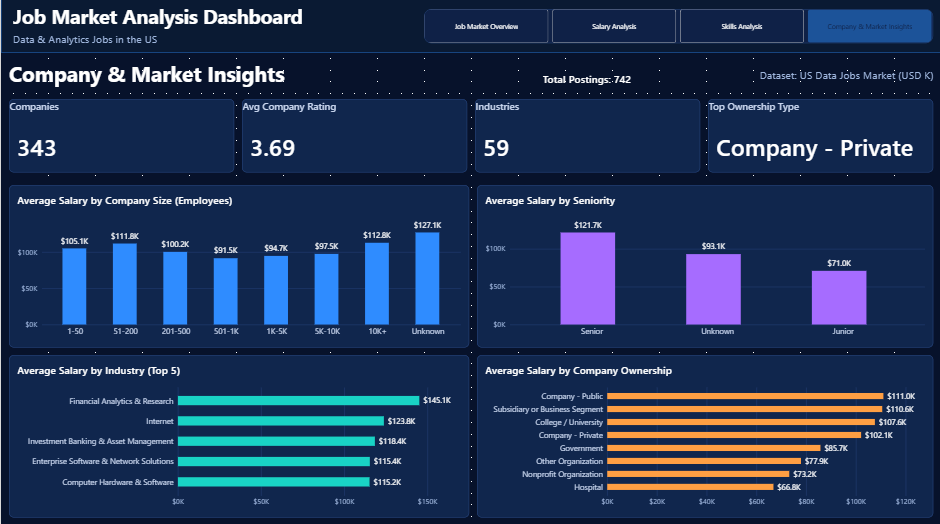 Job Market Analysis Dashboard
Data & Analytics Jobs in the US
Job Market Overview
Salary Analysis
Skills Analysis
Company & Market Insights
Company & Market Insights
Total Postings: 742
Dataset: US Data Jobs Market (USD K)
Companies
343
Avg Company Rating
3.69
Industries
59
Top Ownership Type
Company - Private
Average Salary by Company Size (Employees)
$105.1K $111.8K $100.2K $91.5K $94.7K $97.5K $112.8K $127.1K
$100K
$50K
$0K
1-50 51-200 201-500 501-1K 1K-5K 5K-10K 10K+ Unknown
Average Salary by Seniority
$121.7K $93.1K $71.0K
$100K
$50K
$0K
Senior Unknown Junior
Average Salary by Industry (Top 5)
Financial Analytics & Research $145.1K
Internet $123.8K
Investment Banking & Asset Management $118.4K
Enterprise Software & Network Solutions $115.4K
Computer Hardware & Software $115.2K
$0K $50K $100K $150K
Average Salary by Company Ownership
Company - Public $111.0K
Subsidiary or Business Segment $110.6K
College / University $107.6K
Company - Private $102.1K
Government $85.7K
Other Organization $77.9K
Nonprofit Organization $73.2K
Hospital $66.8K
$0K $20K $40K $60K $80K $100K $120K